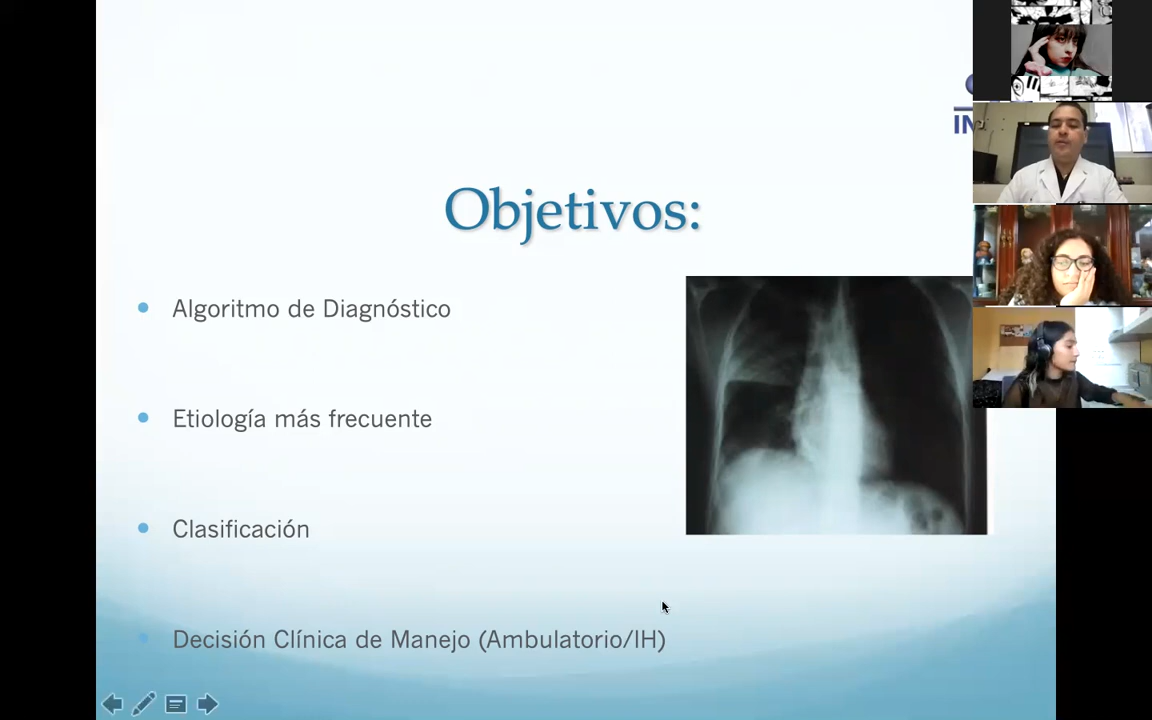 Objetivos:
Algoritmo de Diagnóstico
Etiología más frecuente
Clasificación
Decisión Clínica de Manejo (Ambulatorio/IH)